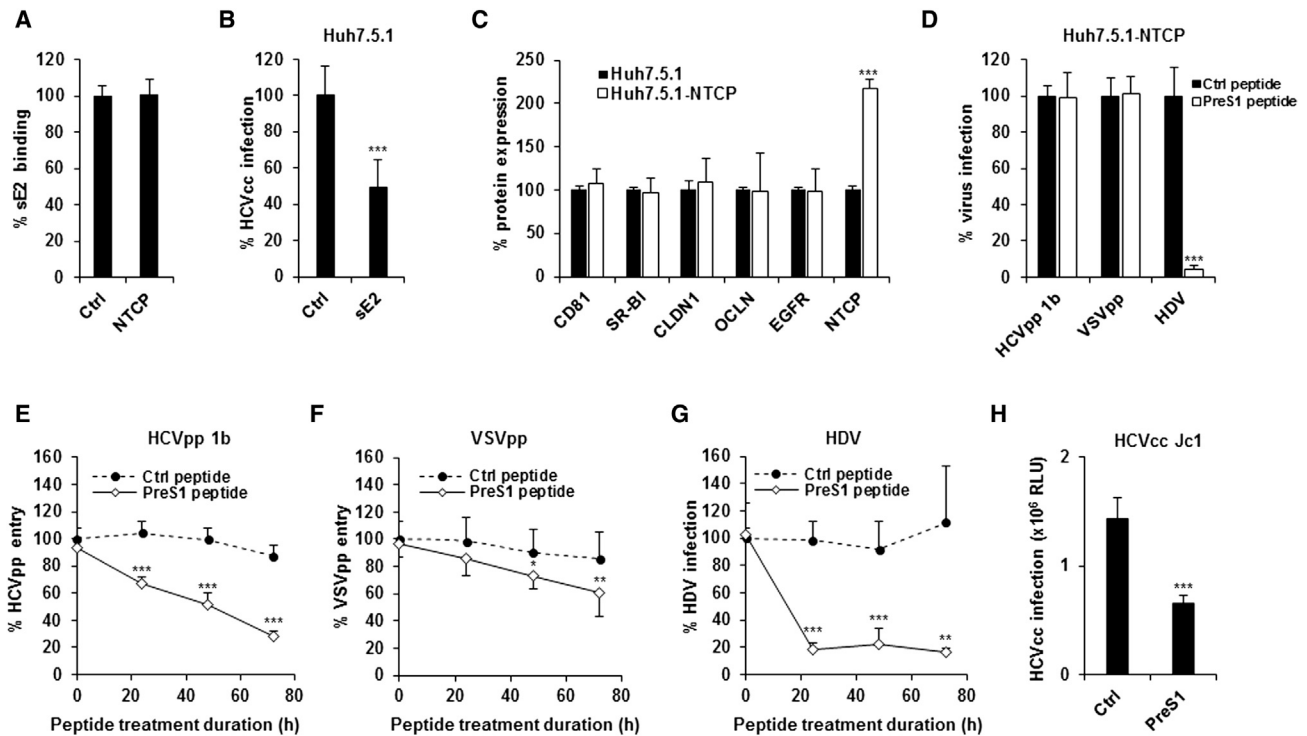 A
% sE2 binding
120
100
80
60
40
20
0
Ctrl
NTCP
B
Huh7.5.1
% HCVcc infection
120
100
80
60
40
20
0
***
Ctrl
sE2
C
% protein expression
250
200
150
100
50
0
Huh7.5.1
Huh7.5.1-NTCP
***
CD81
SR-BI
CLDN1
OCLN
EGFR
NTCP
D
Huh7.5.1-NTCP
% virus infection
120
100
80
60
40
20
0
Ctrl peptide
PreS1 peptide
***
HCVpp 1b
VSVpp
HDV
E
HCVpp 1b
% HCVpp entry
160
140
120
100
80
60
40
20
0
Ctrl peptide
PreS1 peptide
***
***
***
0 20 40 60 80
Peptide treatment duration (h)
F
VSVpp
% VSVpp entry
160
140
120
100
80
60
40
20
0
Ctrl peptide
PreS1 peptide
*
**
0 20 40 60 80
Peptide treatment duration (h)
G
HDV
% HDV infection
160
140
120
100
80
60
40
20
0
Ctrl peptide
PreS1 peptide
***
***
**
0 20 40 60 80
Peptide treatment duration (h)
H
HCVcc Jc1
HCVcc infection (x 10⁶ RLU)
2
1
0
***
Ctrl
PreS1